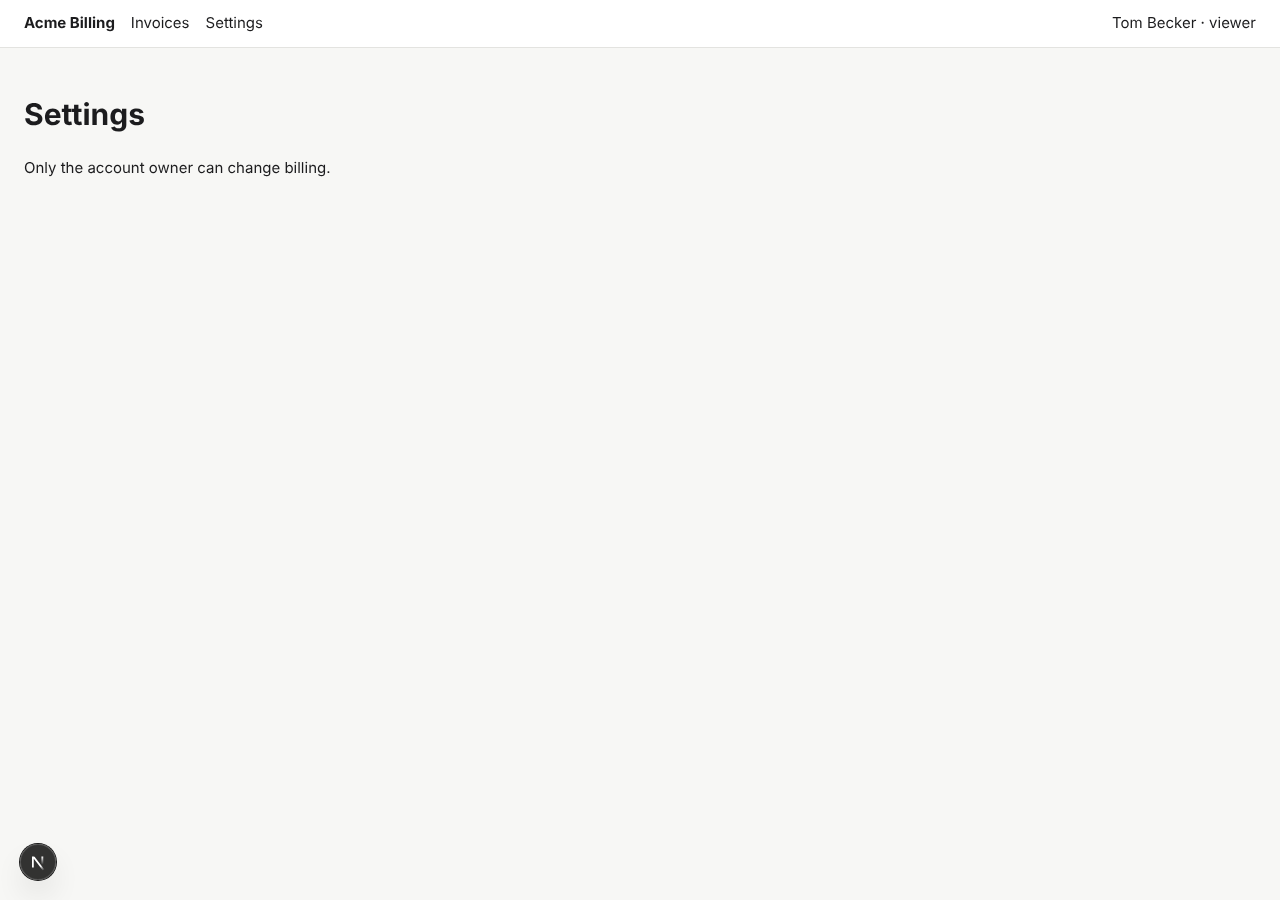 Acme Billing Invoices Settings Tom Becker · viewer
Settings
Only the account owner can change billing.
N